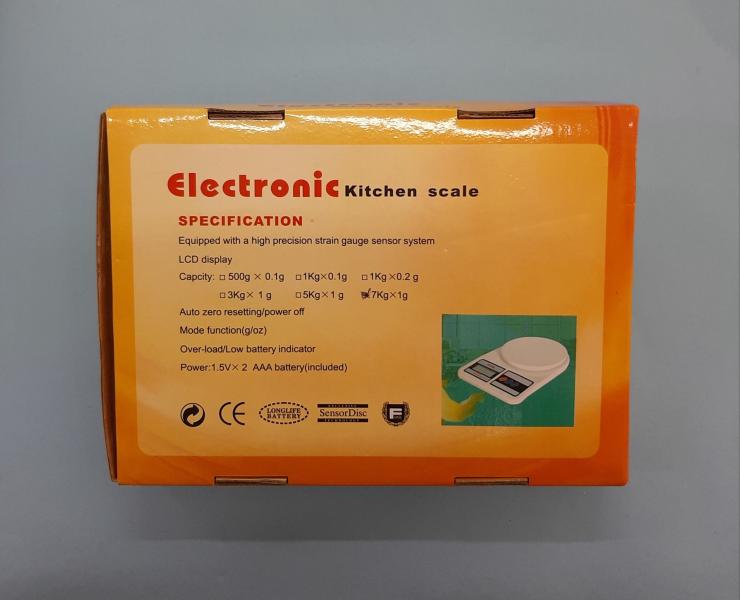 Electronic Kitchen scale
SPECIFICATION
Equipped with a high precision strain gauge sensor system
LCD display
Capcity: □ 500g × 0.1g □1Kg×0.1g □1Kg×0.2 g
□3Kg× 1 g □5Kg×1 g ☑7Kg×1g
Auto zero resetting/power off
Mode function(g/oz)
Over-load/Low battery indicator
Power:1.5V× 2 AAA battery(included)
CE
LONGLIFE
BATTERY
SensorDisc
TECHNOLOGY
F